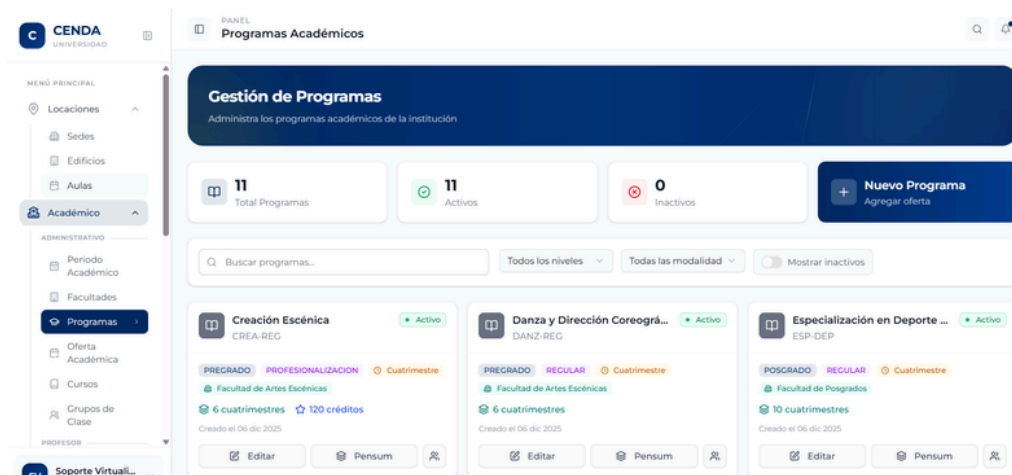 C
CENDA
UNIVERSIDAD
PANEL
Programas Académicos
MENÚ PRINCIPAL
Locaciones
Sedes
Edificios
Aulas
Académico
ADMINISTRATIVO
Periodo
Académico
Facultades
Programas
Oferta
Académica
Cursos
Grupos de
Clase
PROFESOR
Soporte Virtuali...
Gestión de Programas
Administra los programas académicos de la institución
11
Total Programas
11
Activos
0
Inactivos
Nuevo Programa
Agregar oferta
Buscar programas...
Todos los niveles
Todas las modalidad
Mostrar inactivos
Creación Escénica
Activo
CREA-REG
PREGRADO PROFESIONALIZACION Cuatrimestre
Facultad de Artes Escénicas
6 cuatrimestres 120 créditos
Creado el 06 dic 2025
Editar Pensum
Danza y Dirección Coreográ...
Activo
DANZ-REG
PREGRADO REGULAR Cuatrimestre
Facultad de Artes Escénicas
6 cuatrimestres
Creado el 06 dic 2025
Editar Pensum
Especialización en Deporte ...
Activo
ESP-DEP
POSGRADO REGULAR Cuatrimestre
Facultad de Posgrados
10 cuatrimestres
Creado el 06 dic 2025
Editar Pensum